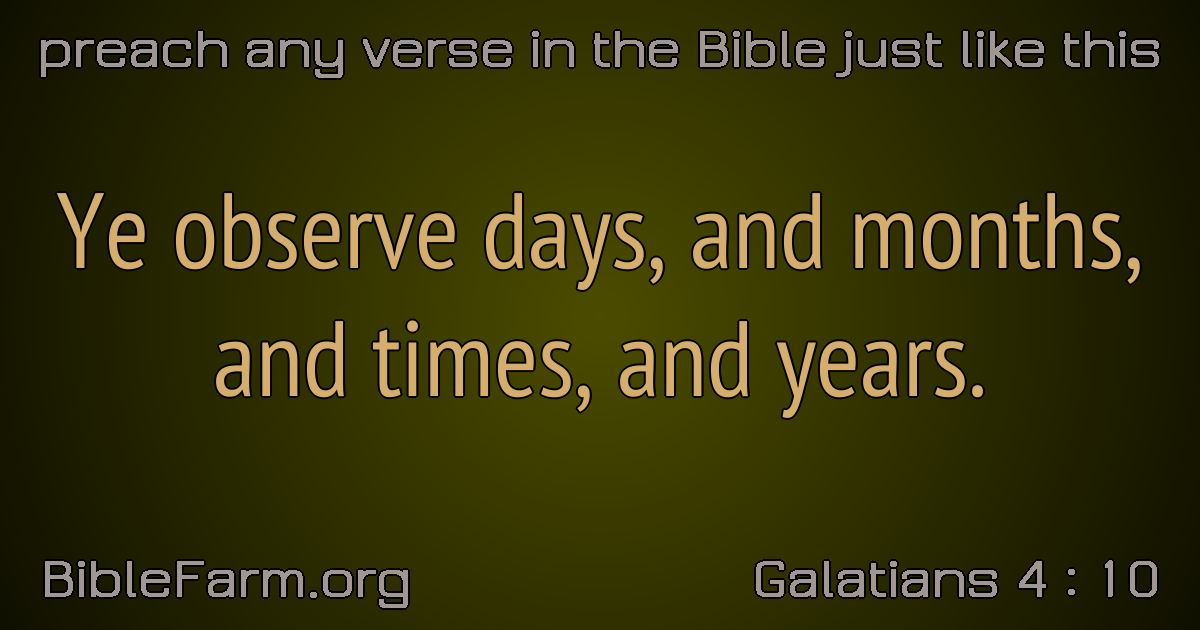 preach any verse in the Bible just like this
Ye observe days, and months,
and times, and years.
BibleFarm.org
Galatians 4 : 10